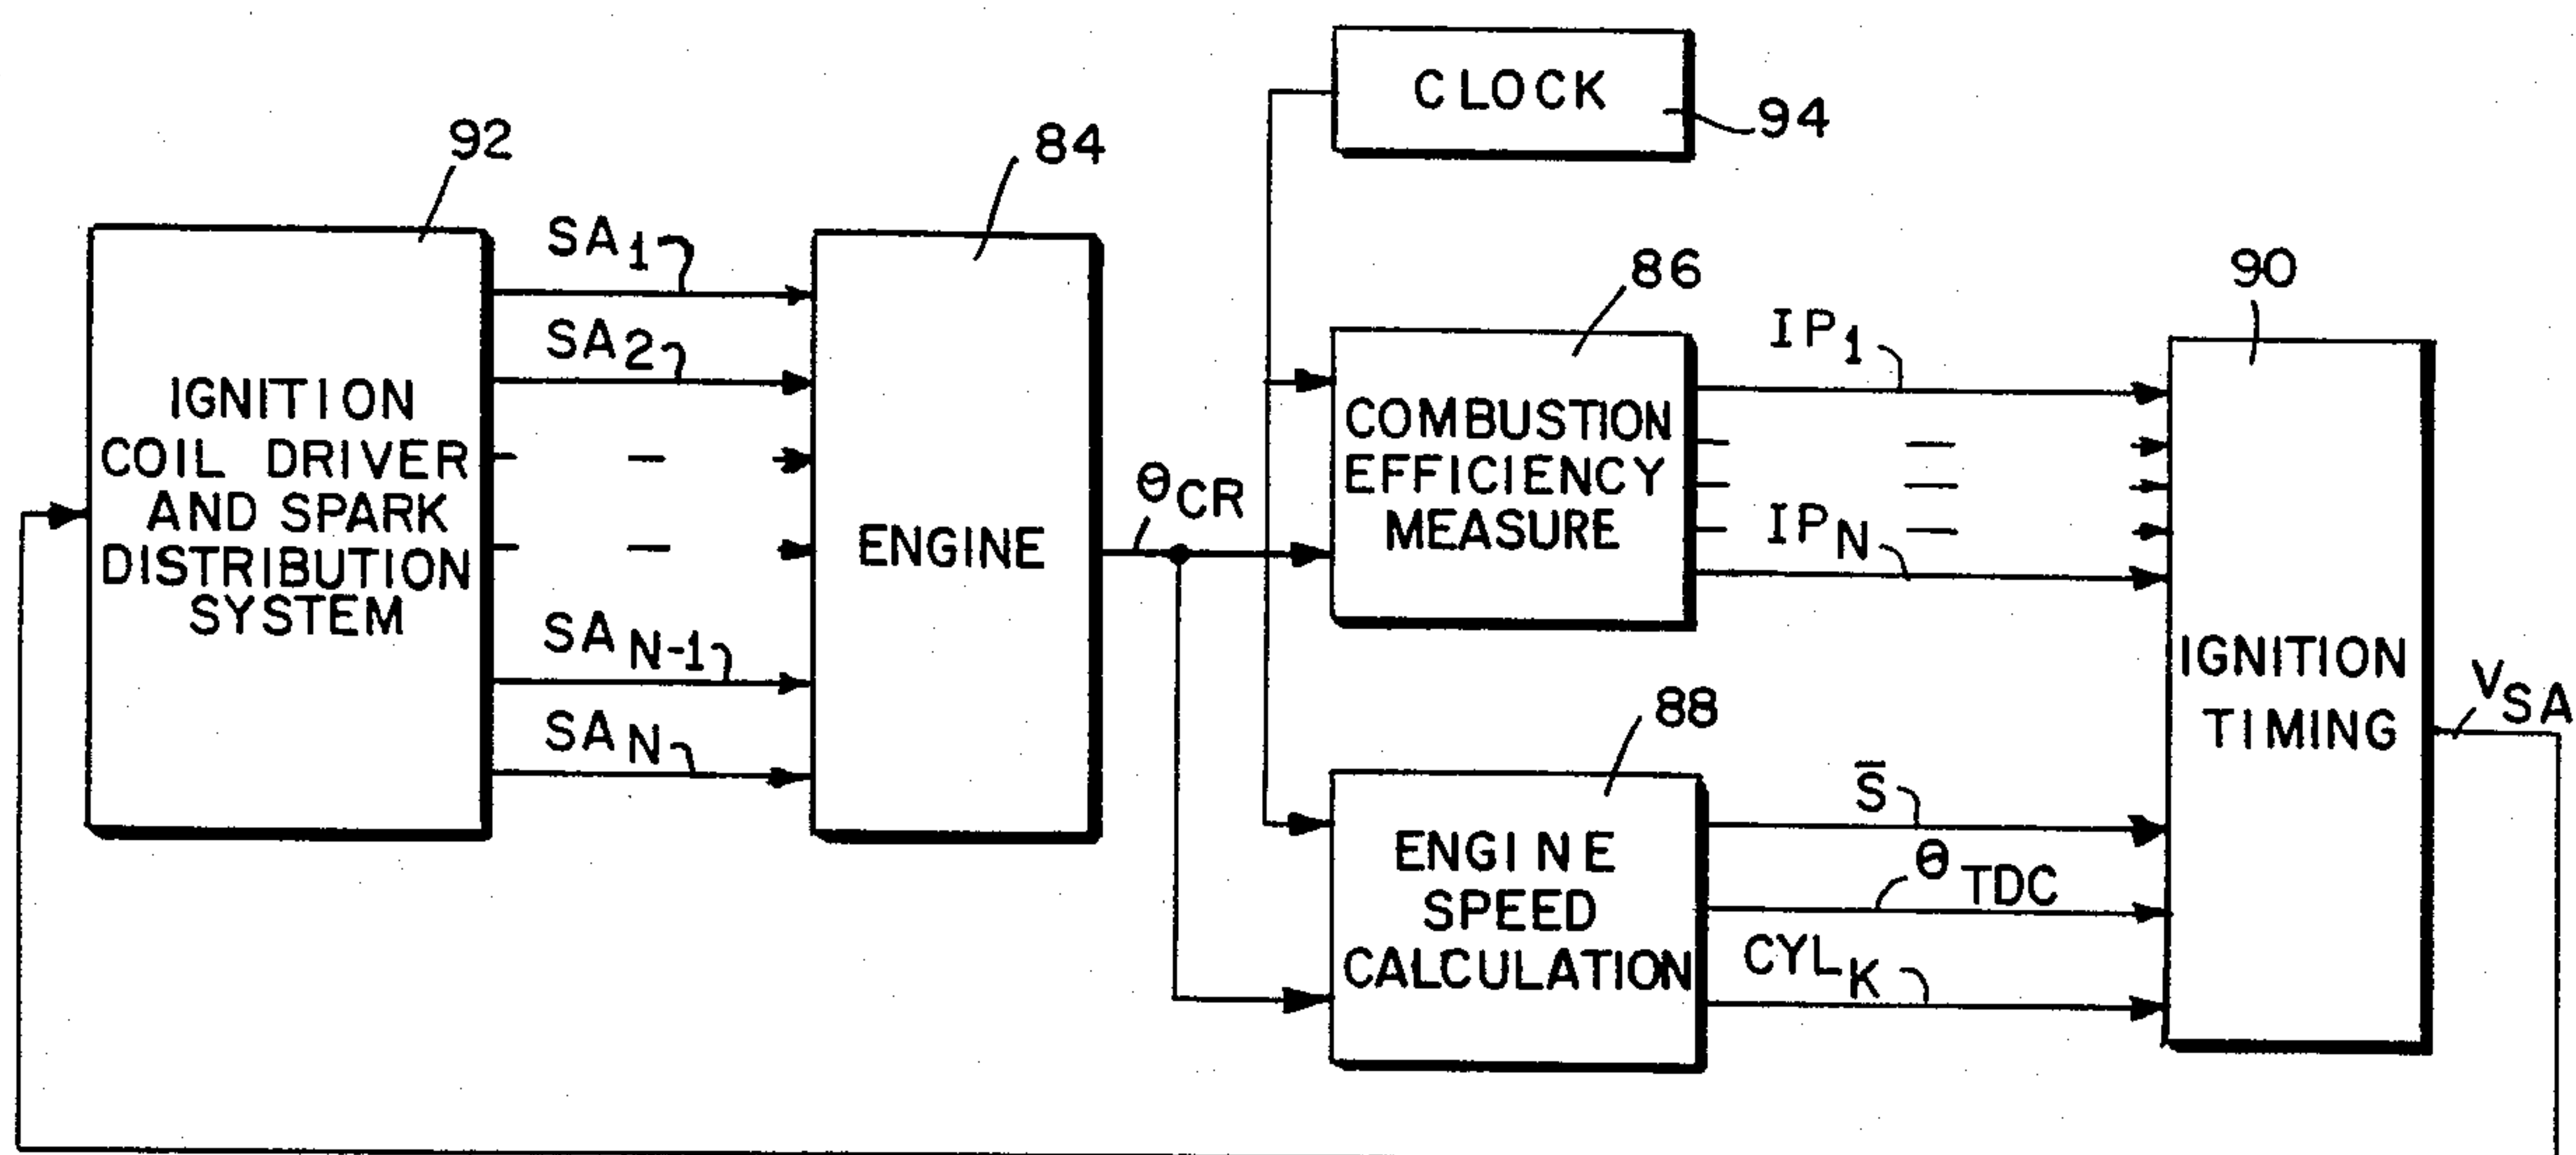 CLOCK
94
92
84
SA1
SA2
SAN-1
SAN
IGNITION
COIL DRIVER
AND SPARK
DISTRIBUTION
SYSTEM
ENGINE
ΘCR
86
COMBUSTION
EFFICIENCY
MEASURE
IP1
IPN
90
88
ENGINE
SPEED
CALCULATION
S̅
ΘTDC
CYLK
IGNITION
TIMING
VSA